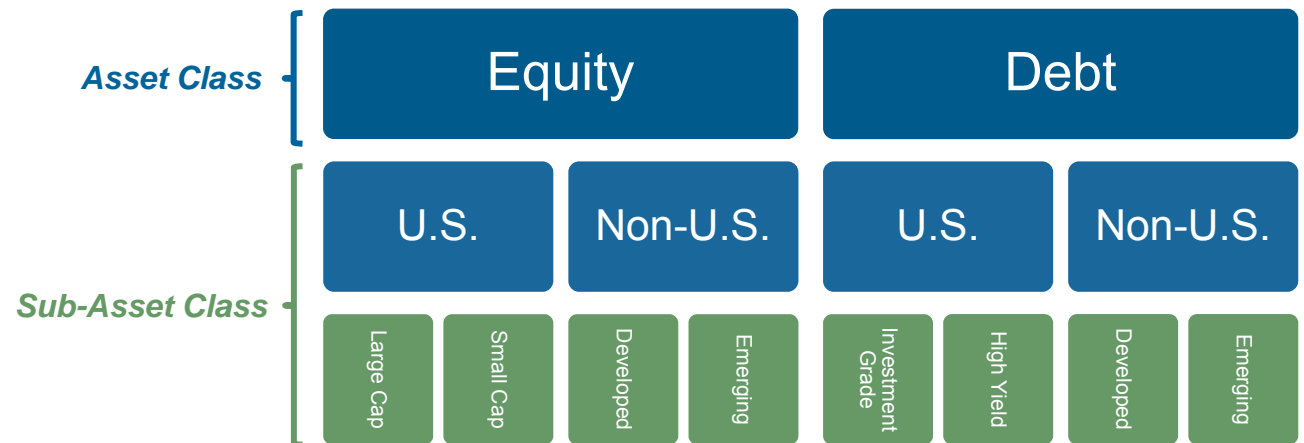 Asset Class
Equity
Debt
Sub-Asset Class
U.S.
Non-U.S.
U.S.
Non-U.S.
Large Cap
Small Cap
Developed
Emerging
Investment
Grade
High Yield
Developed
Emerging